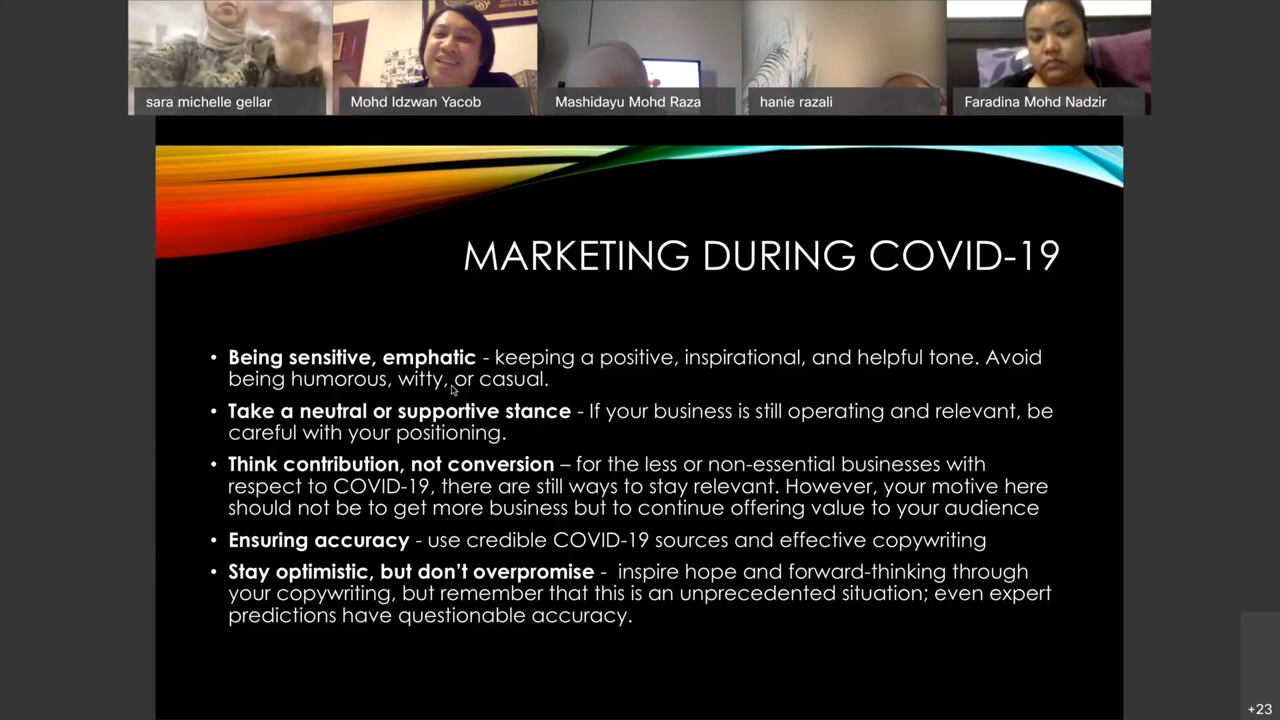 sara michelle gellar
Mohd Idzwan Yacob
Mashidayu Mohd Raza
hanie razali
Faradina Mohd Nadzir
MARKETING DURING COVID-19
• Being sensitive, emphatic - keeping a positive, inspirational, and helpful tone. Avoid
being humorous, witty, or casual.
• Take a neutral or supportive stance - If your business is still operating and relevant, be
careful with your positioning.
• Think contribution, not conversion – for the less or non-essential businesses with
respect to COVID-19, there are still ways to stay relevant. However, your motive here
should not be to get more business but to continue offering value to your audience
• Ensuring accuracy - use credible COVID-19 sources and effective copywriting
• Stay optimistic, but don't overpromise - inspire hope and forward-thinking through
your copywriting, but remember that this is an unprecedented situation; even expert
predictions have questionable accuracy.
+23